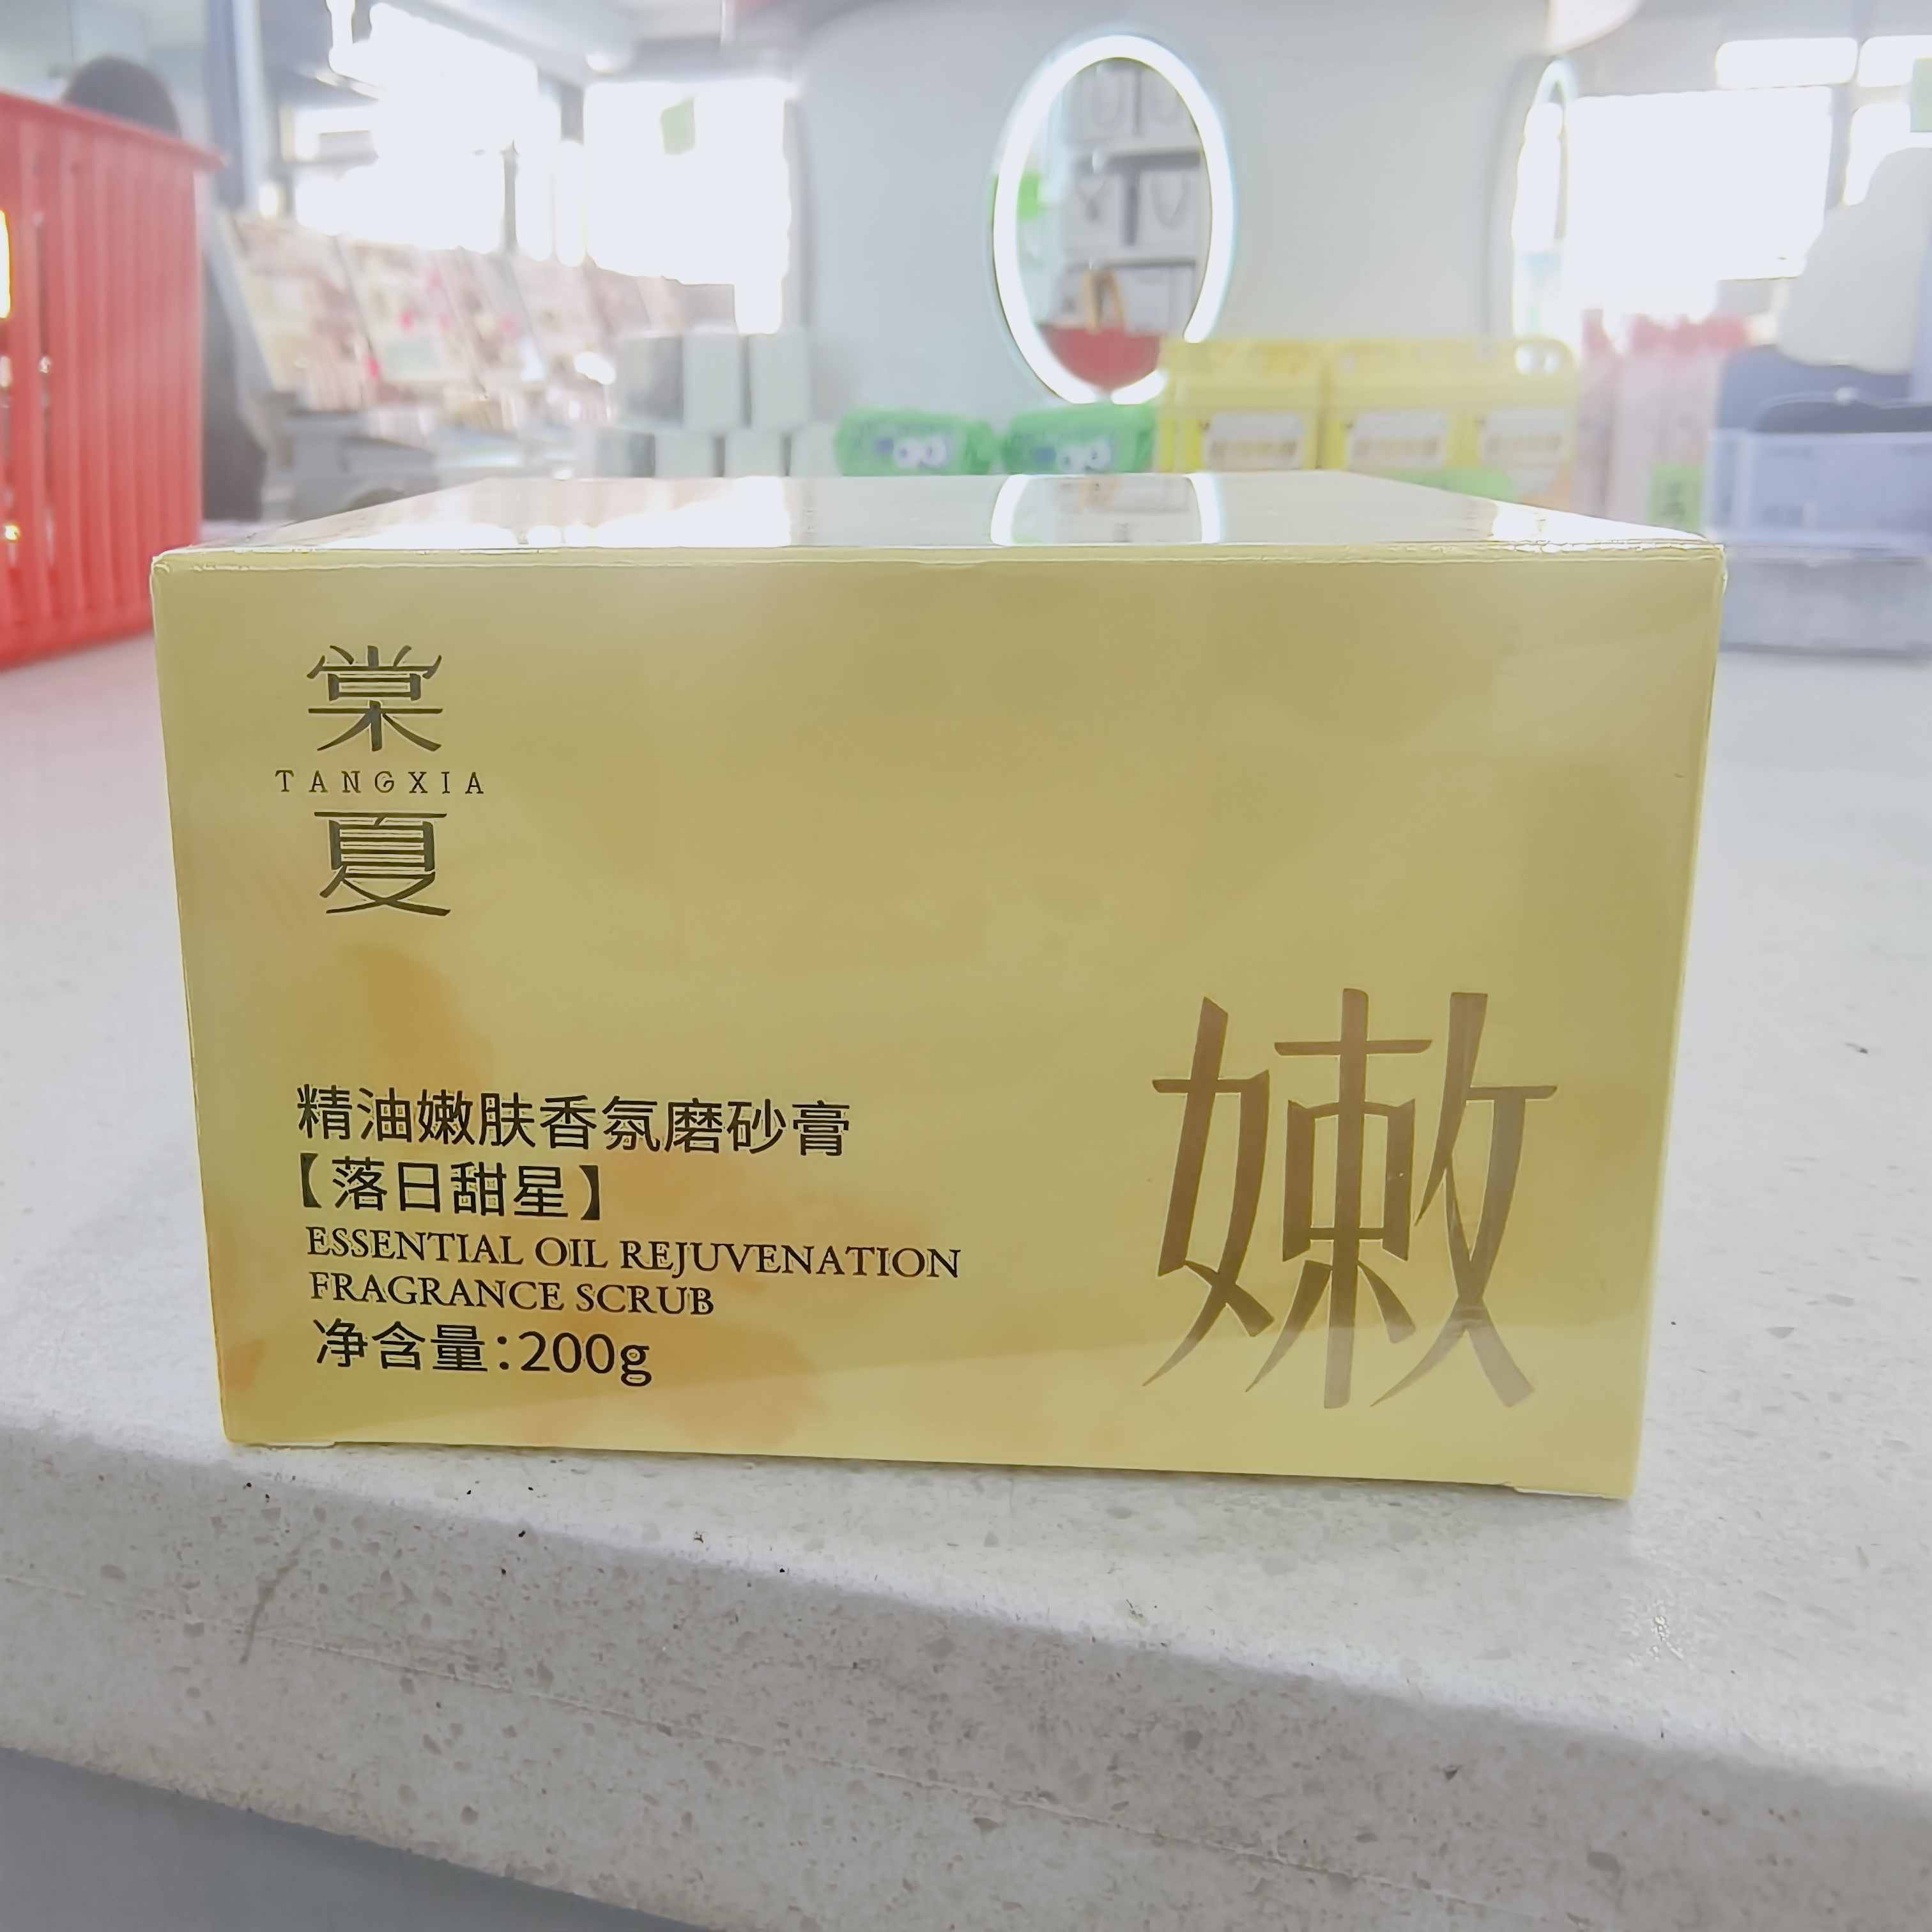 棠
TANGXIA
夏
精油嫩肤香氛磨砂膏
【落日甜星】
ESSENTIAL OIL REJUVENATION
FRAGRANCE SCRUB
净含量:200g
嫩